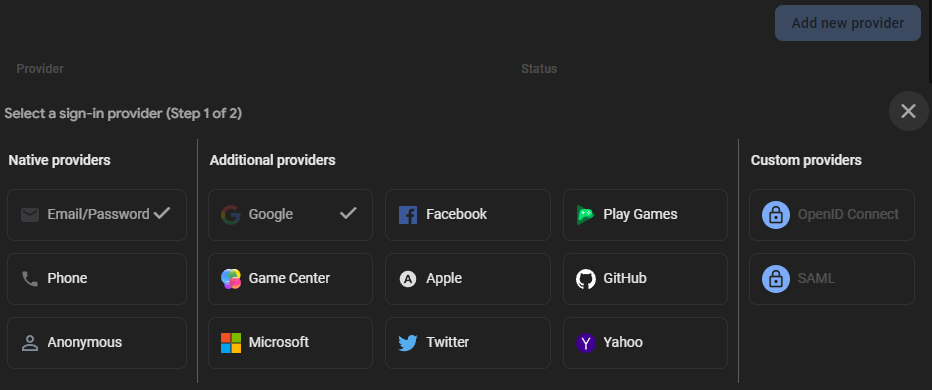 Add new provider
Provider Status
Select a sign-in provider (Step 1 of 2)
Native providers Additional providers Custom providers
Email/Password Google Facebook Play Games OpenID Connect
Phone Game Center Apple GitHub SAML
Anonymous Microsoft Twitter Yahoo